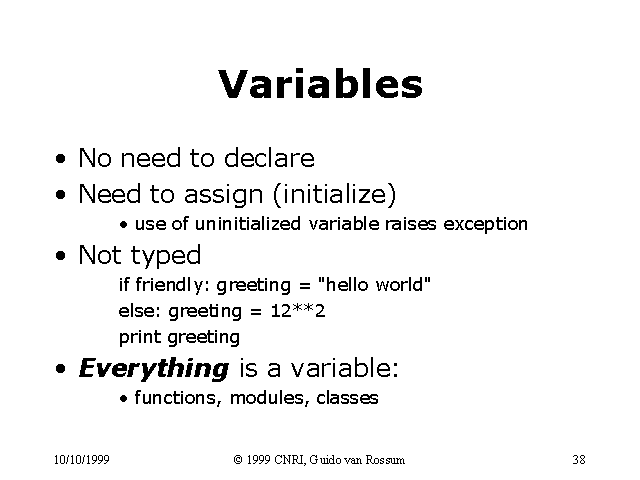 Variables
• No need to declare
• Need to assign (initialize)
• use of uninitialized variable raises exception
• Not typed
if friendly: greeting = "hello world"
else: greeting = 12**2
print greeting
• Everything is a variable:
• functions, modules, classes
10/10/1999 © 1999 CNRI, Guido van Rossum 38